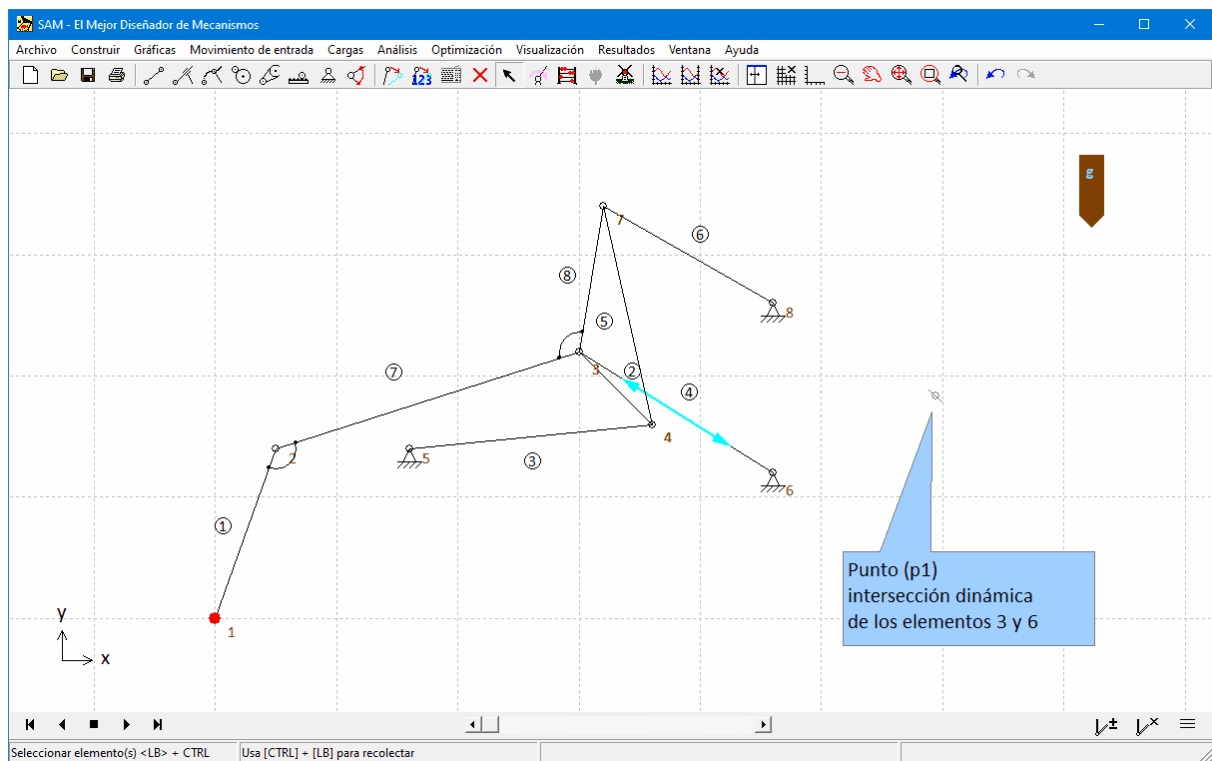 SAM - El Mejor Diseñador de Mecanismos
Archivo Construir Gráficas Movimiento de entrada Cargas Análisis Optimización Visualización Resultados Ventana Ayuda
123
g
7
6
8
8
5
3
2
7
4
4
2
5
3
6
1
Punto (p1)
intersección dinámica
de los elementos 3 y 6
y
1
x
Seleccionar elemento(s) <LB> + CTRL Usa [CTRL] + [LB] para recolectar